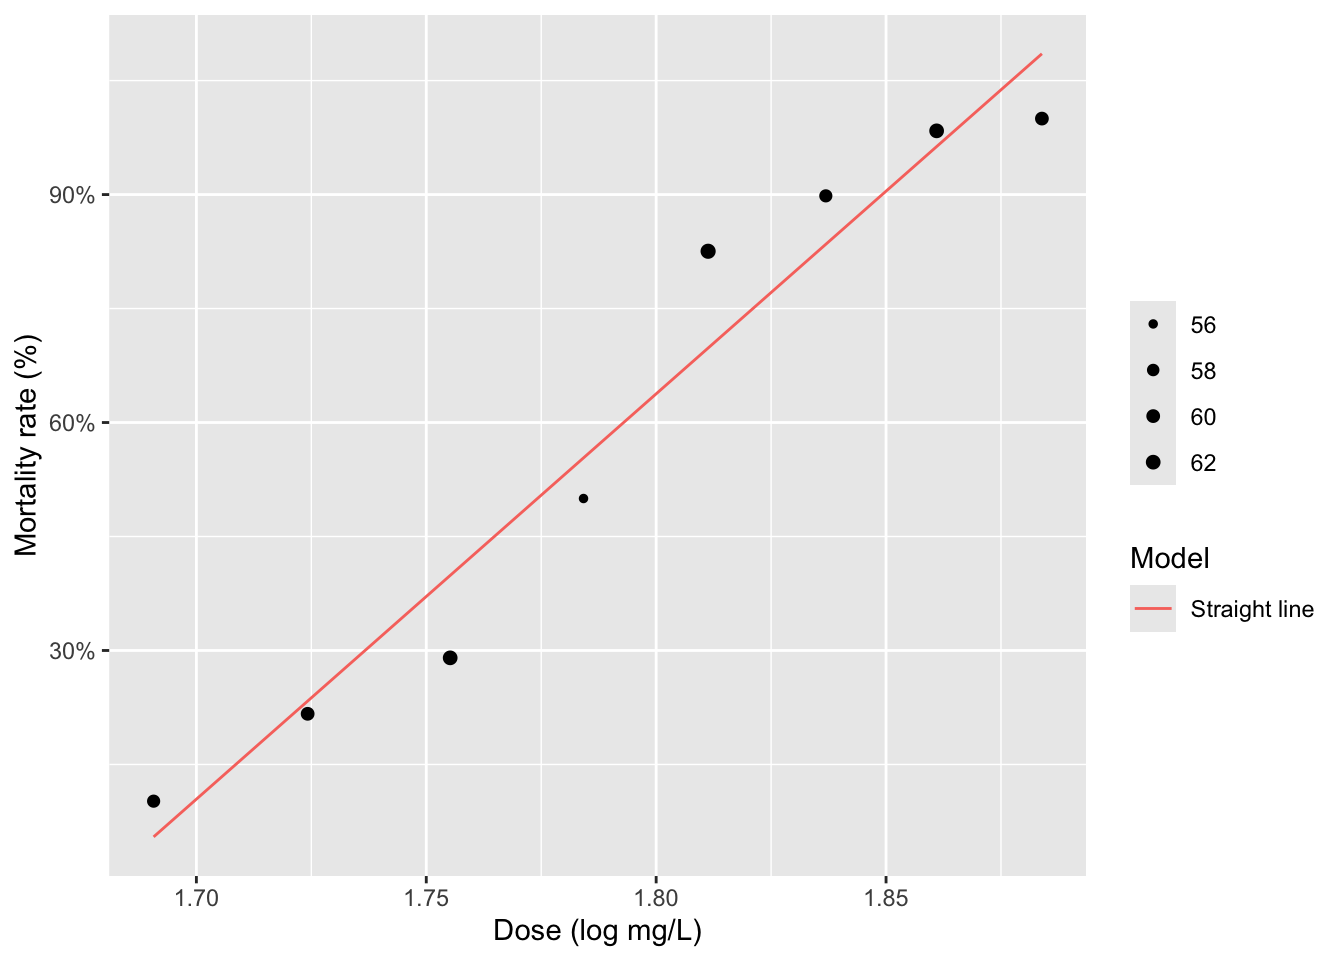 90%
60%
30%
Mortality rate (%)
1.70
1.75
1.80
1.85
Dose (log mg/L)
56
58
60
62
Model
Straight line